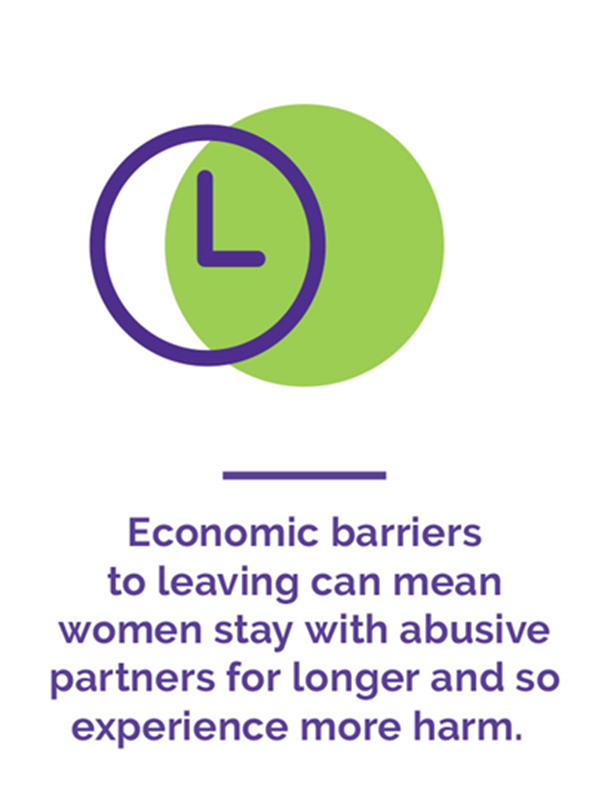 Economic barriers
to leaving can mean
women stay with abusive
partners for longer and so
experience more harm.